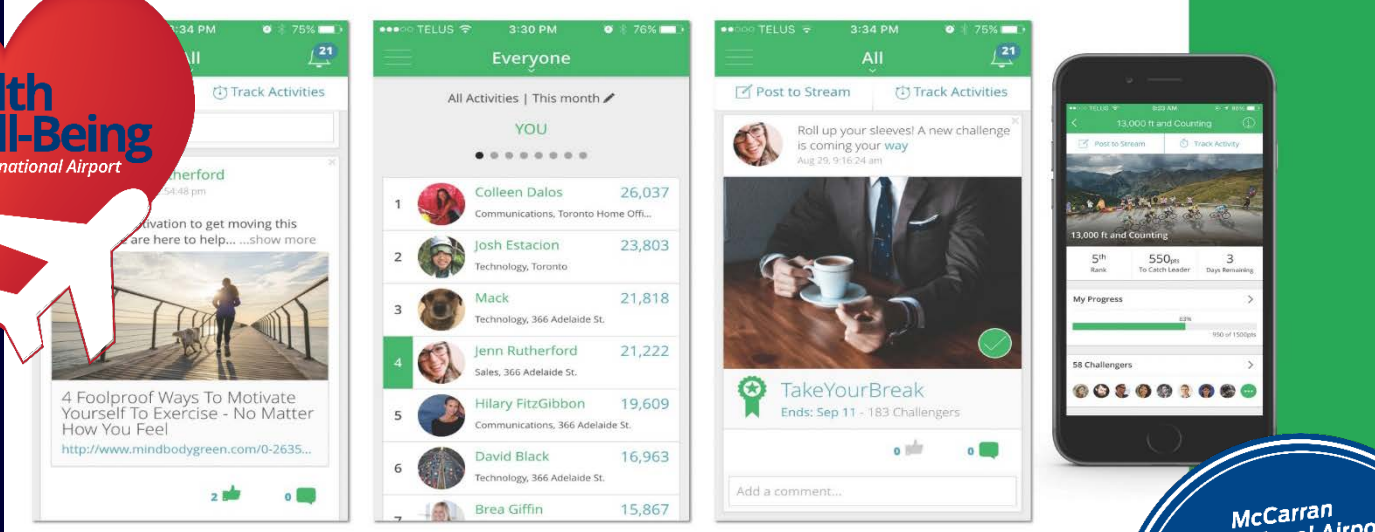 :34 PM
75%
21
Track Activities
lth
ll-Being
national Airport
herford
:54:48 pm
tivation to get moving this
e are here to help... ...show more
4 Foolproof Ways To Motivate
Yourself To Exercise - No Matter
How You Feel
http://www.mindbodygreen.com/0-2635...
2
0
TELUS
3:30 PM
76%
Everyone
All Activities | This month
YOU
1
Colleen Dalos
26,037
Communications, Toronto Home Offi...
2
Josh Estacion
23,803
Technology, Toronto
3
Mack
21,818
Technology, 366 Adelaide St.
4
Jenn Rutherford
21,222
Sales, 366 Adelaide St.
5
Hilary FitzGibbon
19,609
Communications, 366 Adelaide St.
6
David Black
16,963
Technology, 366 Adelaide St.
7
Brea Giffin
15,867
TELUS
3:34 PM
75%
All
21
Post to Stream
Track Activities
Roll up your sleeves! A new challenge
is coming your way
Aug 29, 9:16:24 am
TakeYourBreak
Ends: Sep 11 - 183 Challengers
0
0
Add a comment...
TELUS
13,000 ft and Counting
Post to Stream
Track Activity
13,000 ft and Counting
5th
550pts
3
Rank
To Catch Leader
Days Remaining
My Progress
58 Challengers
McCarran